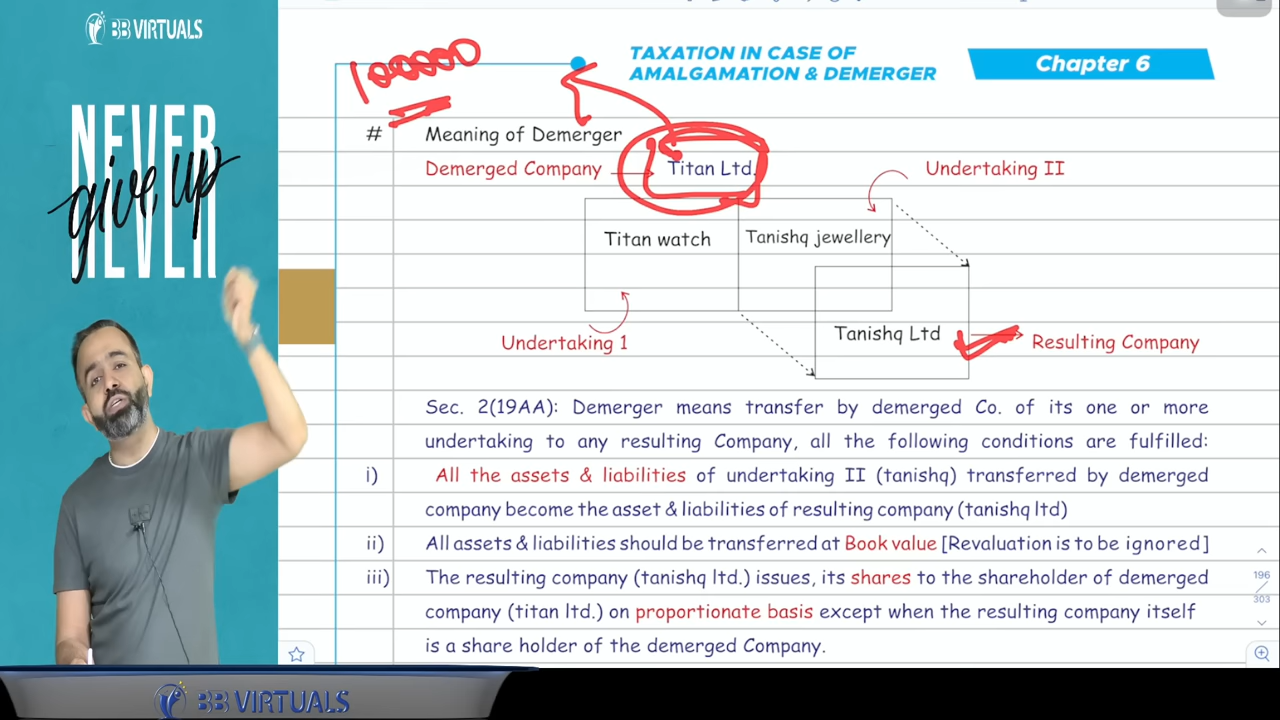 BB VIRTUALS
NEVER
give up
NEVER
100000
TAXATION IN CASE OF
AMALGAMATION & DEMERGER
Chapter 6
# Meaning of Demerger
Demerged Company Titan Ltd. Undertaking II
Titan watch Tanishq jewellery
Tanishq Ltd
Undertaking 1 Resulting Company
Sec. 2(19AA): Demerger means transfer by demerged Co. of its one or more
undertaking to any resulting Company, all the following conditions are fulfilled:
i) All the assets & liabilities of undertaking II (tanishq) transferred by demerged
company become the asset & liabilities of resulting company (tanishq ltd)
ii) All assets & liabilities should be transferred at Book value [Revaluation is to be ignored]
iii) The resulting company (tanishq ltd.) issues, its shares to the shareholder of demerged
company (titan ltd.) on proportionate basis except when the resulting company itself
is a share holder of the demerged Company.
196
303
BB VIRTUALS